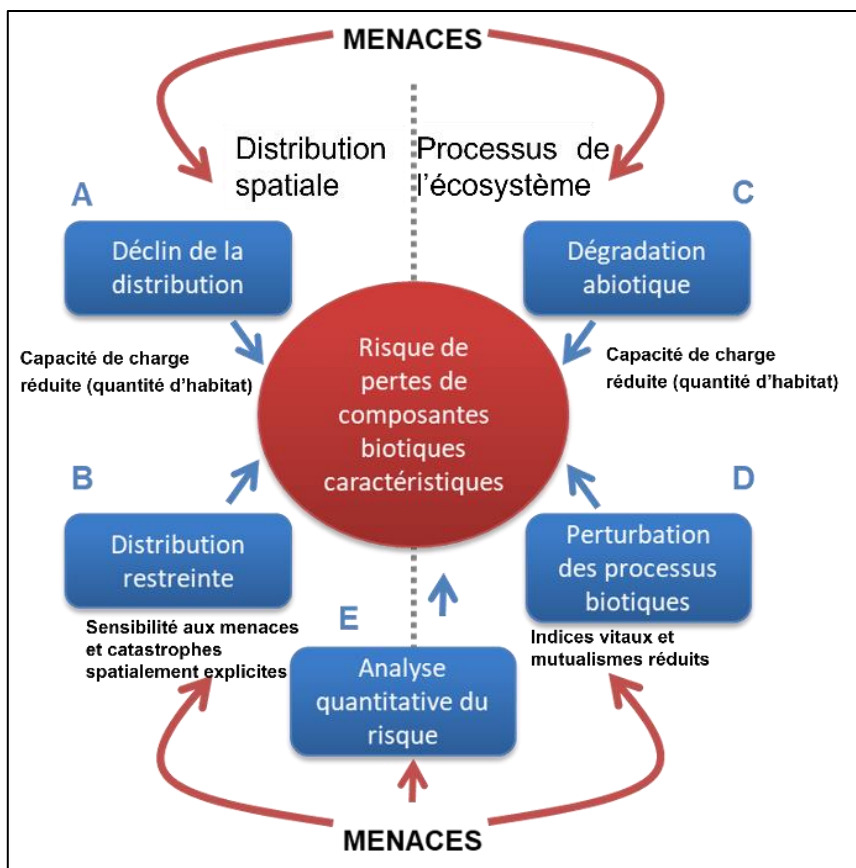 MENACES
Distribution
spatiale
Processus de
l'écosystème
A
Déclin de la
distribution
Capacité de charge
réduite (quantité d'habitat)
C
Dégradation
abiotique
Capacité de charge
réduite (quantité d'habitat)
Risque de
pertes de
composantes
biotiques
caractéristiques
B
Distribution
restreinte
Sensibilité aux menaces
et catastrophes
spatialement explicites
D
Perturbation
des processus
biotiques
Indices vitaux et
mutualismes réduits
E
Analyse
quantitative du
risque
MENACES